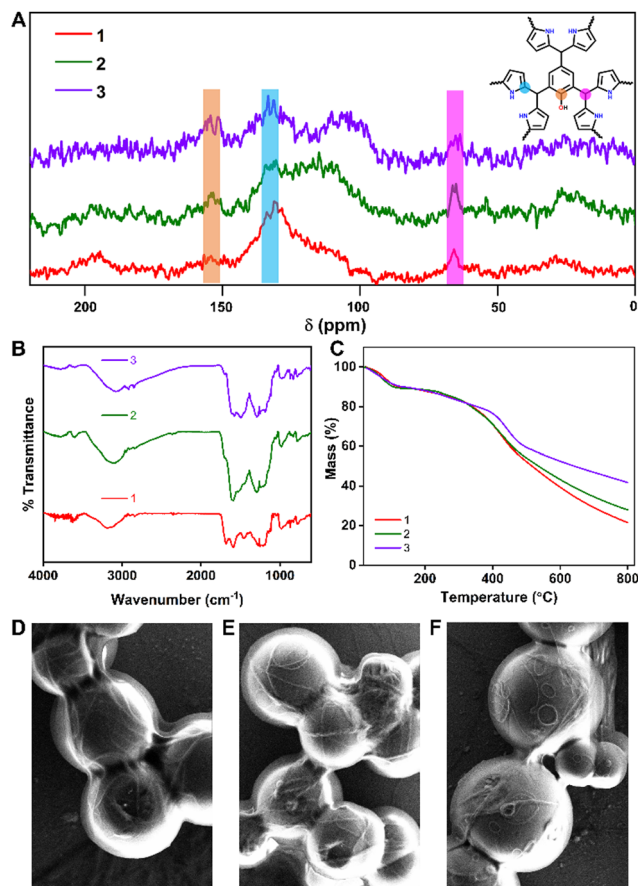 A
1
2
3
NH
HN
NH
HN
N
H
OH
NH
HN
200
150
100
50
0
δ (ppm)
B
3
2
1
% Transmittance
4000
3000
2000
1000
Wavenumber (cm⁻¹)
C
100
80
60
40
20
0
Mass (%)
1
2
3
200
400
600
800
Temperature (°C)
D
E
F